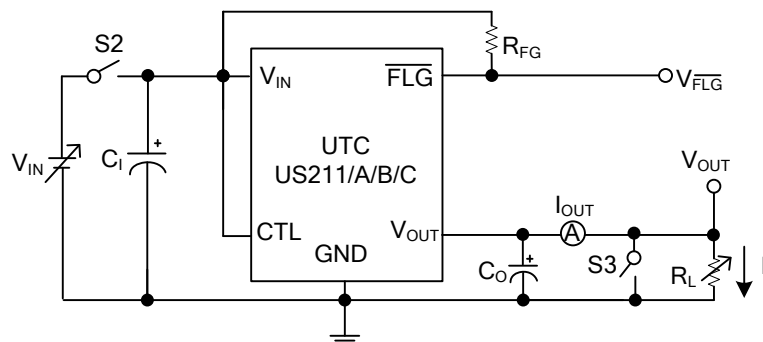 S2
R_FG
V_IN
FLG
V_FLG
UTC
US211/A/B/C
V_IN
C_I
+
V_OUT
I_OUT
A
CTL
V_OUT
GND
C_O
+
S3
R_L